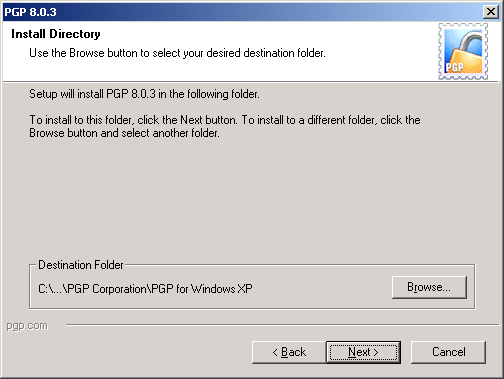 PGP 8.0.3
Install Directory
Use the Browse button to select your desired destination folder.
PGP
Setup will install PGP 8.0.3 in the following folder.
To install to this folder, click the Next button. To install to a different folder, click the
Browse button and select another folder.
Destination Folder
C:\...\PGP Corporation\PGP for Windows XP
Browse...
pgp.com
< Back
Next >
Cancel